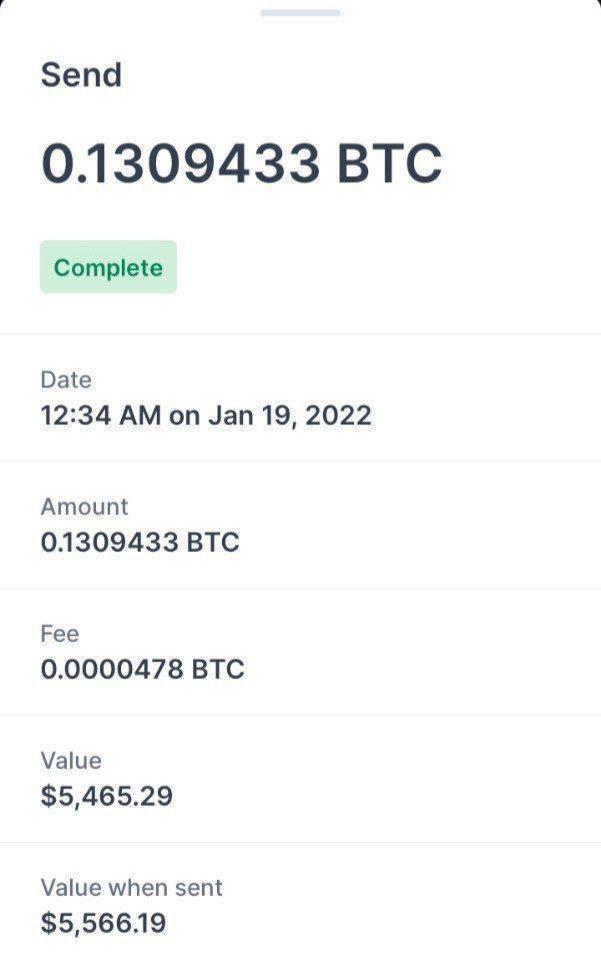 Send
0.1309433 BTC
Complete
Date
12:34 AM on Jan 19, 2022
Amount
0.1309433 BTC
Fee
0.0000478 BTC
Value
$5,465.29
Value when sent
$5,566.19